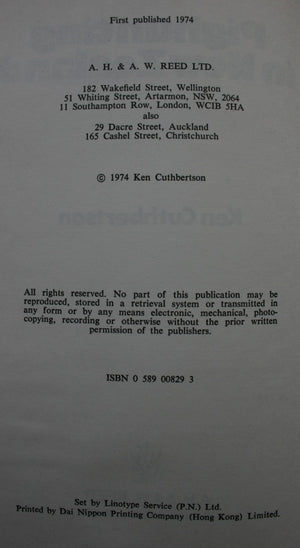 First published 1974
A. H. & A. W. REED LTD.
182 Wakefield Street, Wellington
51 Whiting Street, Artarmon, NSW, 2064
11 Southampton Row, London, WCIB 5HA
also
29 Dacre Street, Auckland
165 Cashel Street, Christchurch
© 1974 Ken Cuthbertson
All rights reserved. No part of this publication may be
reproduced, stored in a retrieval system or transmitted in
any form or by any means electronic, mechanical, photo-
copying, recording or otherwise without the prior written
permission of the publishers.
ISBN 0 589 00829 3
Set by Linotype Service (P.N.) Ltd.
Printed by Dai Nippon Printing Company (Hong Kong) Limited.